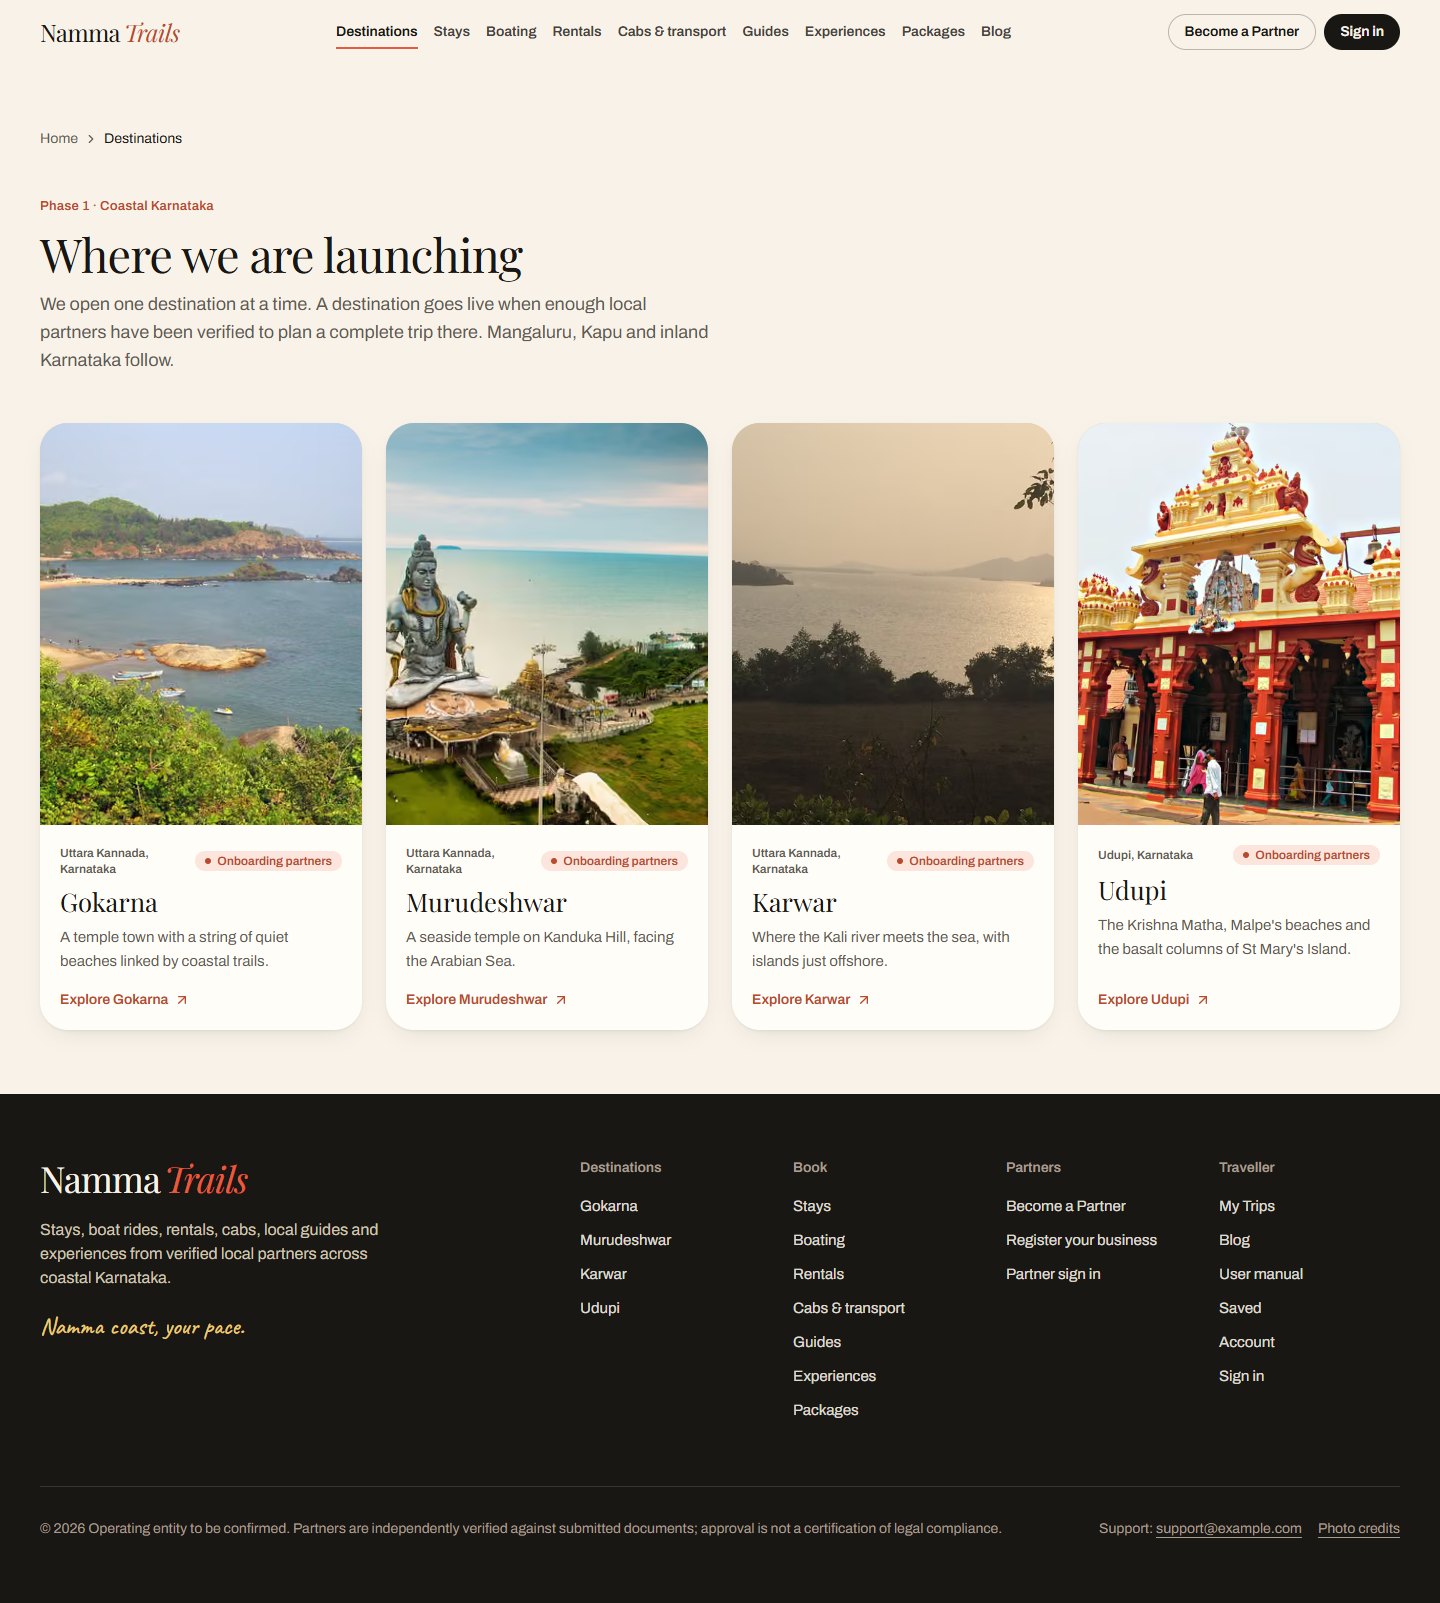 Namma Trails
Destinations Stays Boating Rentals Cabs & transport Guides Experiences Packages Blog
Become a Partner Sign in
Home > Destinations
Phase 1 · Coastal Karnataka
Where we are launching
We open one destination at a time. A destination goes live when enough local
partners have been verified to plan a complete trip there. Mangaluru, Kapu and inland
Karnataka follow.
Uttara Kannada,
Karnataka
Onboarding partners
Gokarna
A temple town with a string of quiet
beaches linked by coastal trails.
Explore Gokarna
Uttara Kannada,
Karnataka
Onboarding partners
Murudeshwar
A seaside temple on Kanduka Hill, facing
the Arabian Sea.
Explore Murudeshwar
Uttara Kannada,
Karnataka
Onboarding partners
Karwar
Where the Kali river meets the sea, with
islands just offshore.
Explore Karwar
Udupi, Karnataka
Onboarding partners
Udupi
The Krishna Matha, Malpe's beaches and
the basalt columns of St Mary's Island.
Explore Udupi
Namma Trails
Stays, boat rides, rentals, cabs, local guides and
experiences from verified local partners across
coastal Karnataka.
Namma coast, your pace.
Destinations
Gokarna
Murudeshwar
Karwar
Udupi
Book
Stays
Boating
Rentals
Cabs & transport
Guides
Experiences
Packages
Partners
Become a Partner
Register your business
Partner sign in
Traveller
My Trips
Blog
User manual
Saved
Account
Sign in
© 2026 Operating entity to be confirmed. Partners are independently verified against submitted documents; approval is not a certification of legal compliance.
Support: support@example.com Photo credits